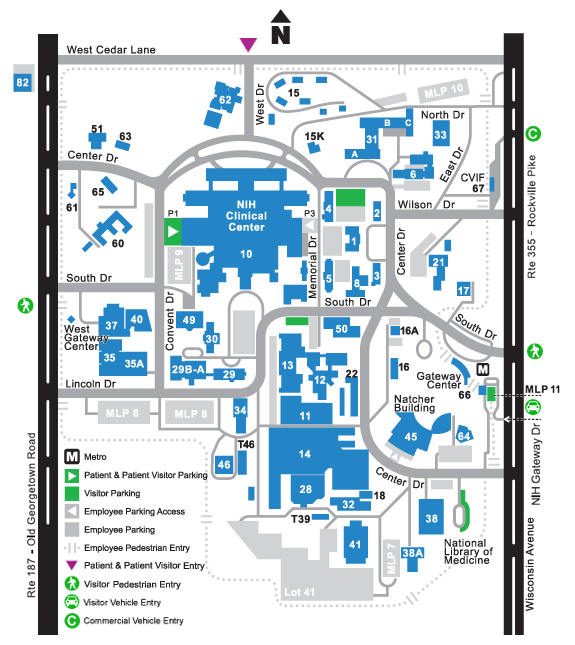 N
West Cedar Lane
82
62
West Dr
15
MLP 10
North Dr
C
51
63
15K
B
C
31
33
A
Center Dr
East Dr
6
CVIF
67
65
61
60
NIH
Clinical
Center
10
P1
P3
4
2
Wilson Dr
Rte 355 - Rockville Pike
1
Memorial Dr
Center Dr
MLP 9
5
8
3
21
17
South Dr
South Dr
South Dr
Convent Dr
West
Gateway
Center
37
40
49
30
50
16A
35
35A
29B-A
29
13
12
22
16
Gateway
Center
66
M
MLP 11
Lincoln Dr
MLP 6
MLP 8
34
11
Natcher
Building
45
64
T46
46
14
28
Center Dr
18
32
T39
38
NIH Gateway Dr
41
MLP 7
38A
National
Library of
Medicine
Lot 41
Rte 187 - Old Georgetown Road
Wisconsin Avenue
M Metro
Patient & Patient Visitor Parking
Visitor Parking
Employee Parking Access
Employee Parking
Employee Pedestrian Entry
Patient & Patient Visitor Entry
Visitor Pedestrian Entry
Visitor Vehicle Entry
C Commercial Vehicle Entry